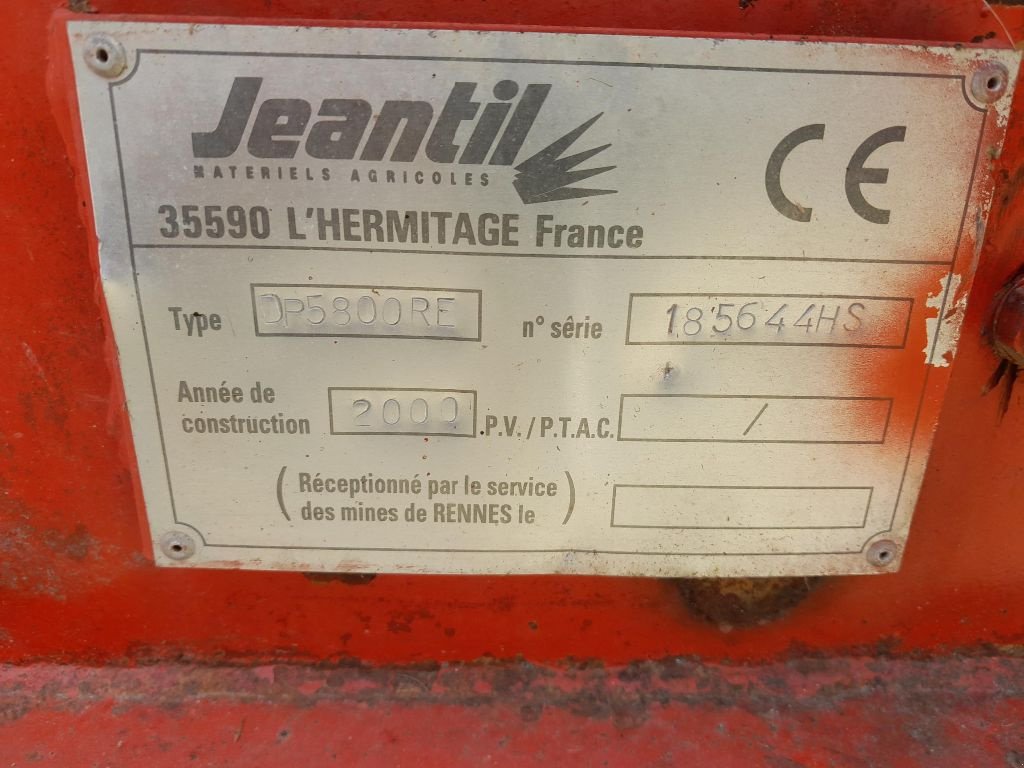 Jeantil
MATERIELS AGRICOLES
CE
35590 L'HERMITAGE France
Type DP5800RE n° sêrie 185644HS
Année de
construction 2000 .P.V./P.T.A.C. /
(Réceptionné par le service
des mines de RENNES le)